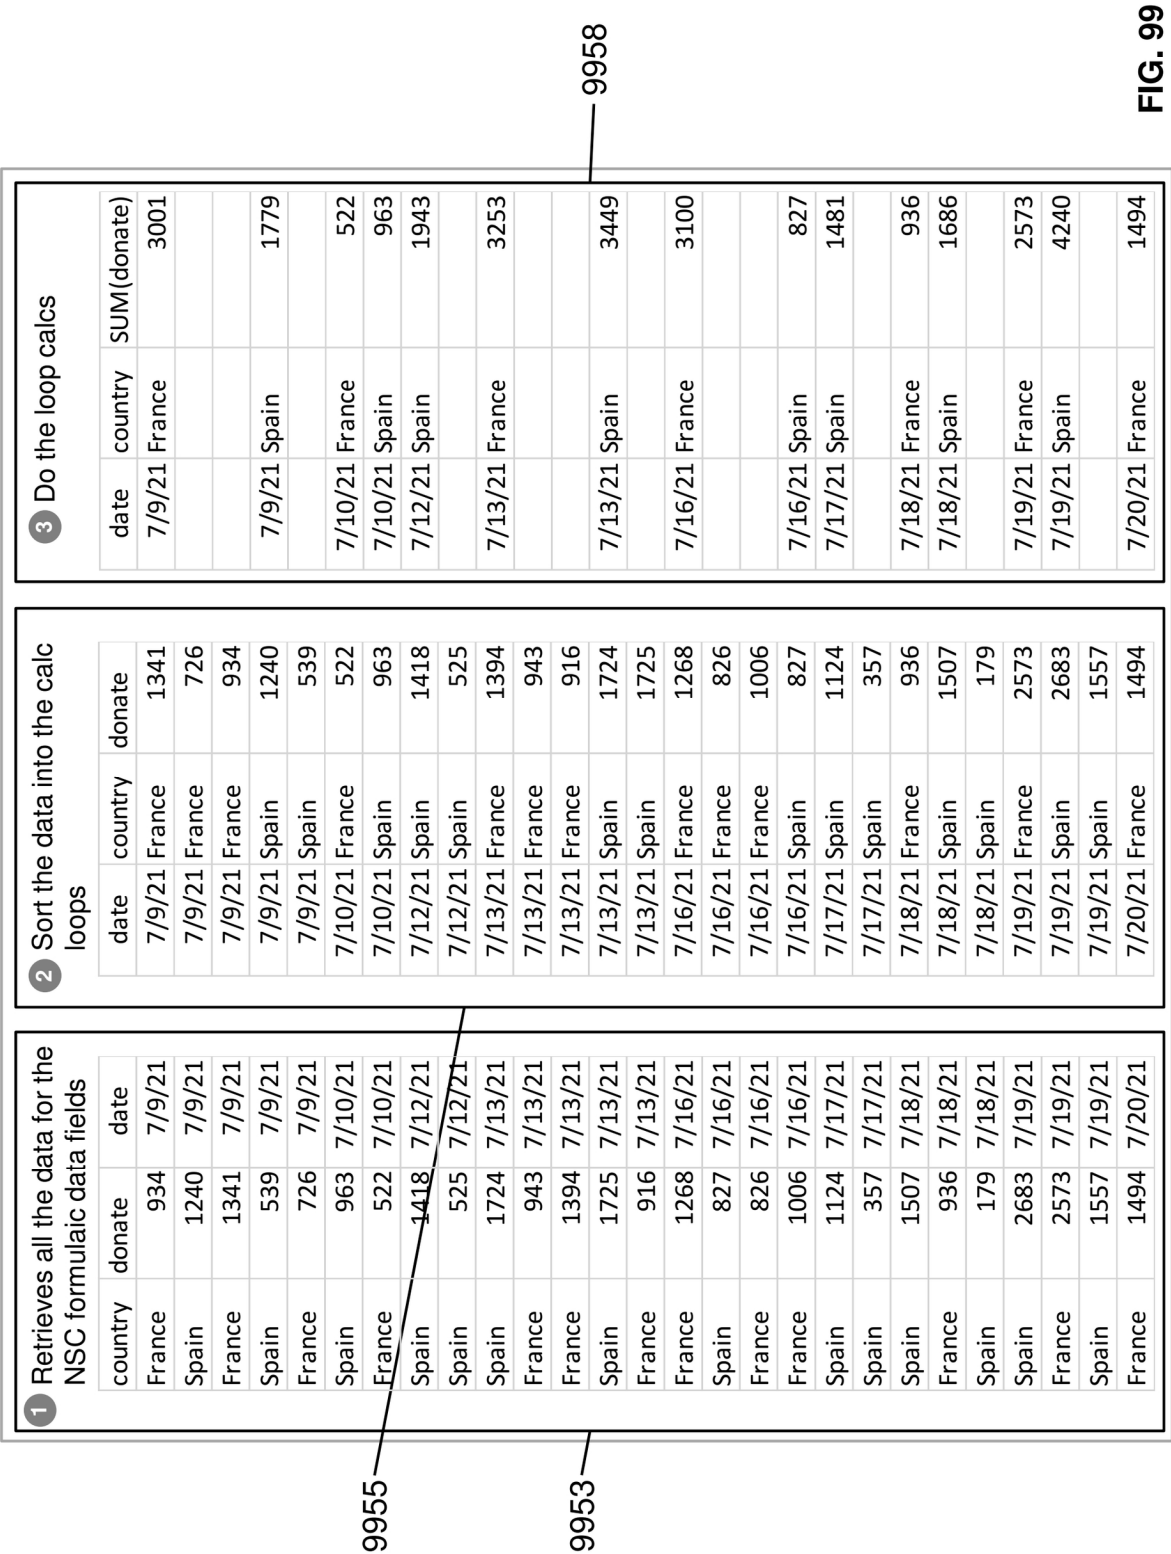 1 Retrieves all the data for the
NSC formulaic data fields
country donate date
France 934 7/9/21
Spain 1240 7/9/21
France 1341 7/9/21
Spain 539 7/9/21
France 726 7/9/21
Spain 963 7/10/21
France 522 7/10/21
Spain 1418 7/12/21
Spain 525 7/12/21
Spain 1724 7/13/21
France 943 7/13/21
France 1394 7/13/21
Spain 1725 7/13/21
France 916 7/13/21
France 1268 7/16/21
Spain 827 7/16/21
France 826 7/16/21
France 1006 7/16/21
Spain 1124 7/17/21
Spain 357 7/17/21
Spain 1507 7/18/21
France 936 7/18/21
Spain 179 7/18/21
Spain 2683 7/19/21
France 2573 7/19/21
Spain 1557 7/19/21
France 1494 7/20/21
2 Sort the data into the calc
loops
date country donate
7/9/21 France 1341
7/9/21 France 726
7/9/21 France 934
7/9/21 Spain 1240
7/9/21 Spain 539
7/10/21 France 522
7/10/21 Spain 963
7/12/21 Spain 1418
7/12/21 Spain 525
7/13/21 France 1394
7/13/21 France 943
7/13/21 France 916
7/13/21 Spain 1724
7/13/21 Spain 1725
7/16/21 France 1268
7/16/21 France 826
7/16/21 France 1006
7/16/21 Spain 827
7/17/21 Spain 1124
7/17/21 Spain 357
7/18/21 France 936
7/18/21 Spain 1507
7/18/21 Spain 179
7/19/21 France 2573
7/19/21 Spain 2683
7/19/21 Spain 1557
7/20/21 France 1494
3 Do the loop calcs
date country SUM(donate)
7/9/21 France 3001
7/9/21 Spain 1779
7/10/21 France 522
7/10/21 Spain 963
7/12/21 Spain 1943
7/13/21 France 3253
7/13/21 Spain 3449
7/16/21 France 3100
7/16/21 Spain 827
7/17/21 Spain 1481
7/18/21 France 936
7/18/21 Spain 1686
7/19/21 France 2573
7/19/21 Spain 4240
7/20/21 France 1494
9955
9953
9958
FIG. 99